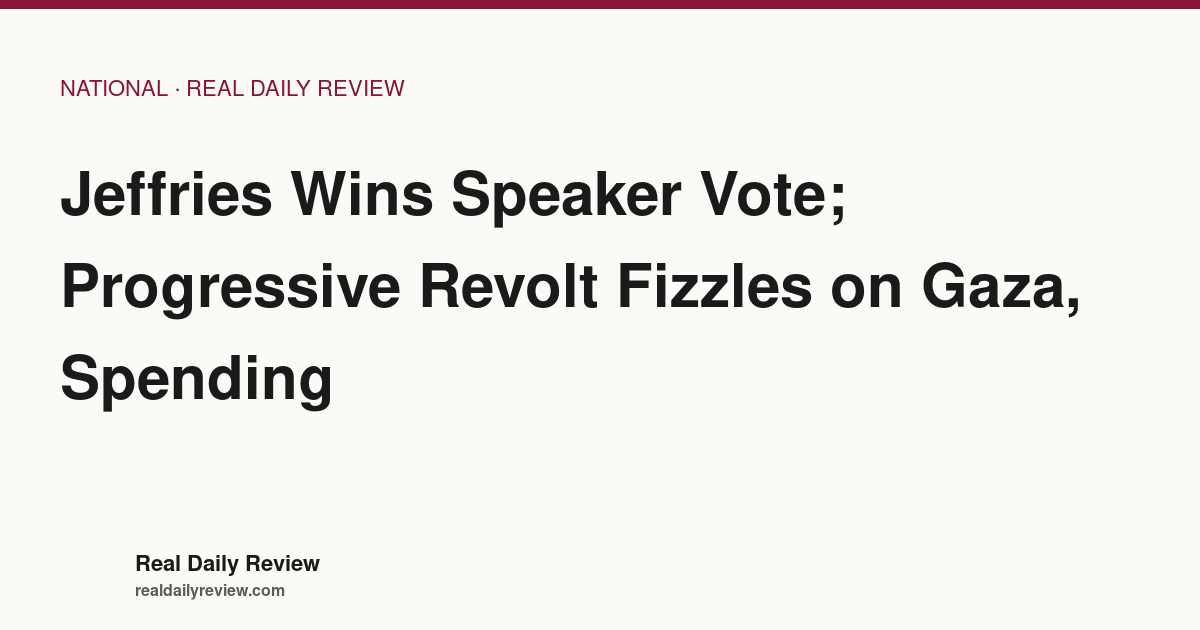 NATIONAL · REAL DAILY REVIEW
Jeffries Wins Speaker Vote;
Progressive Revolt Fizzles on Gaza,
Spending
Real Daily Review
realdailyreview.com